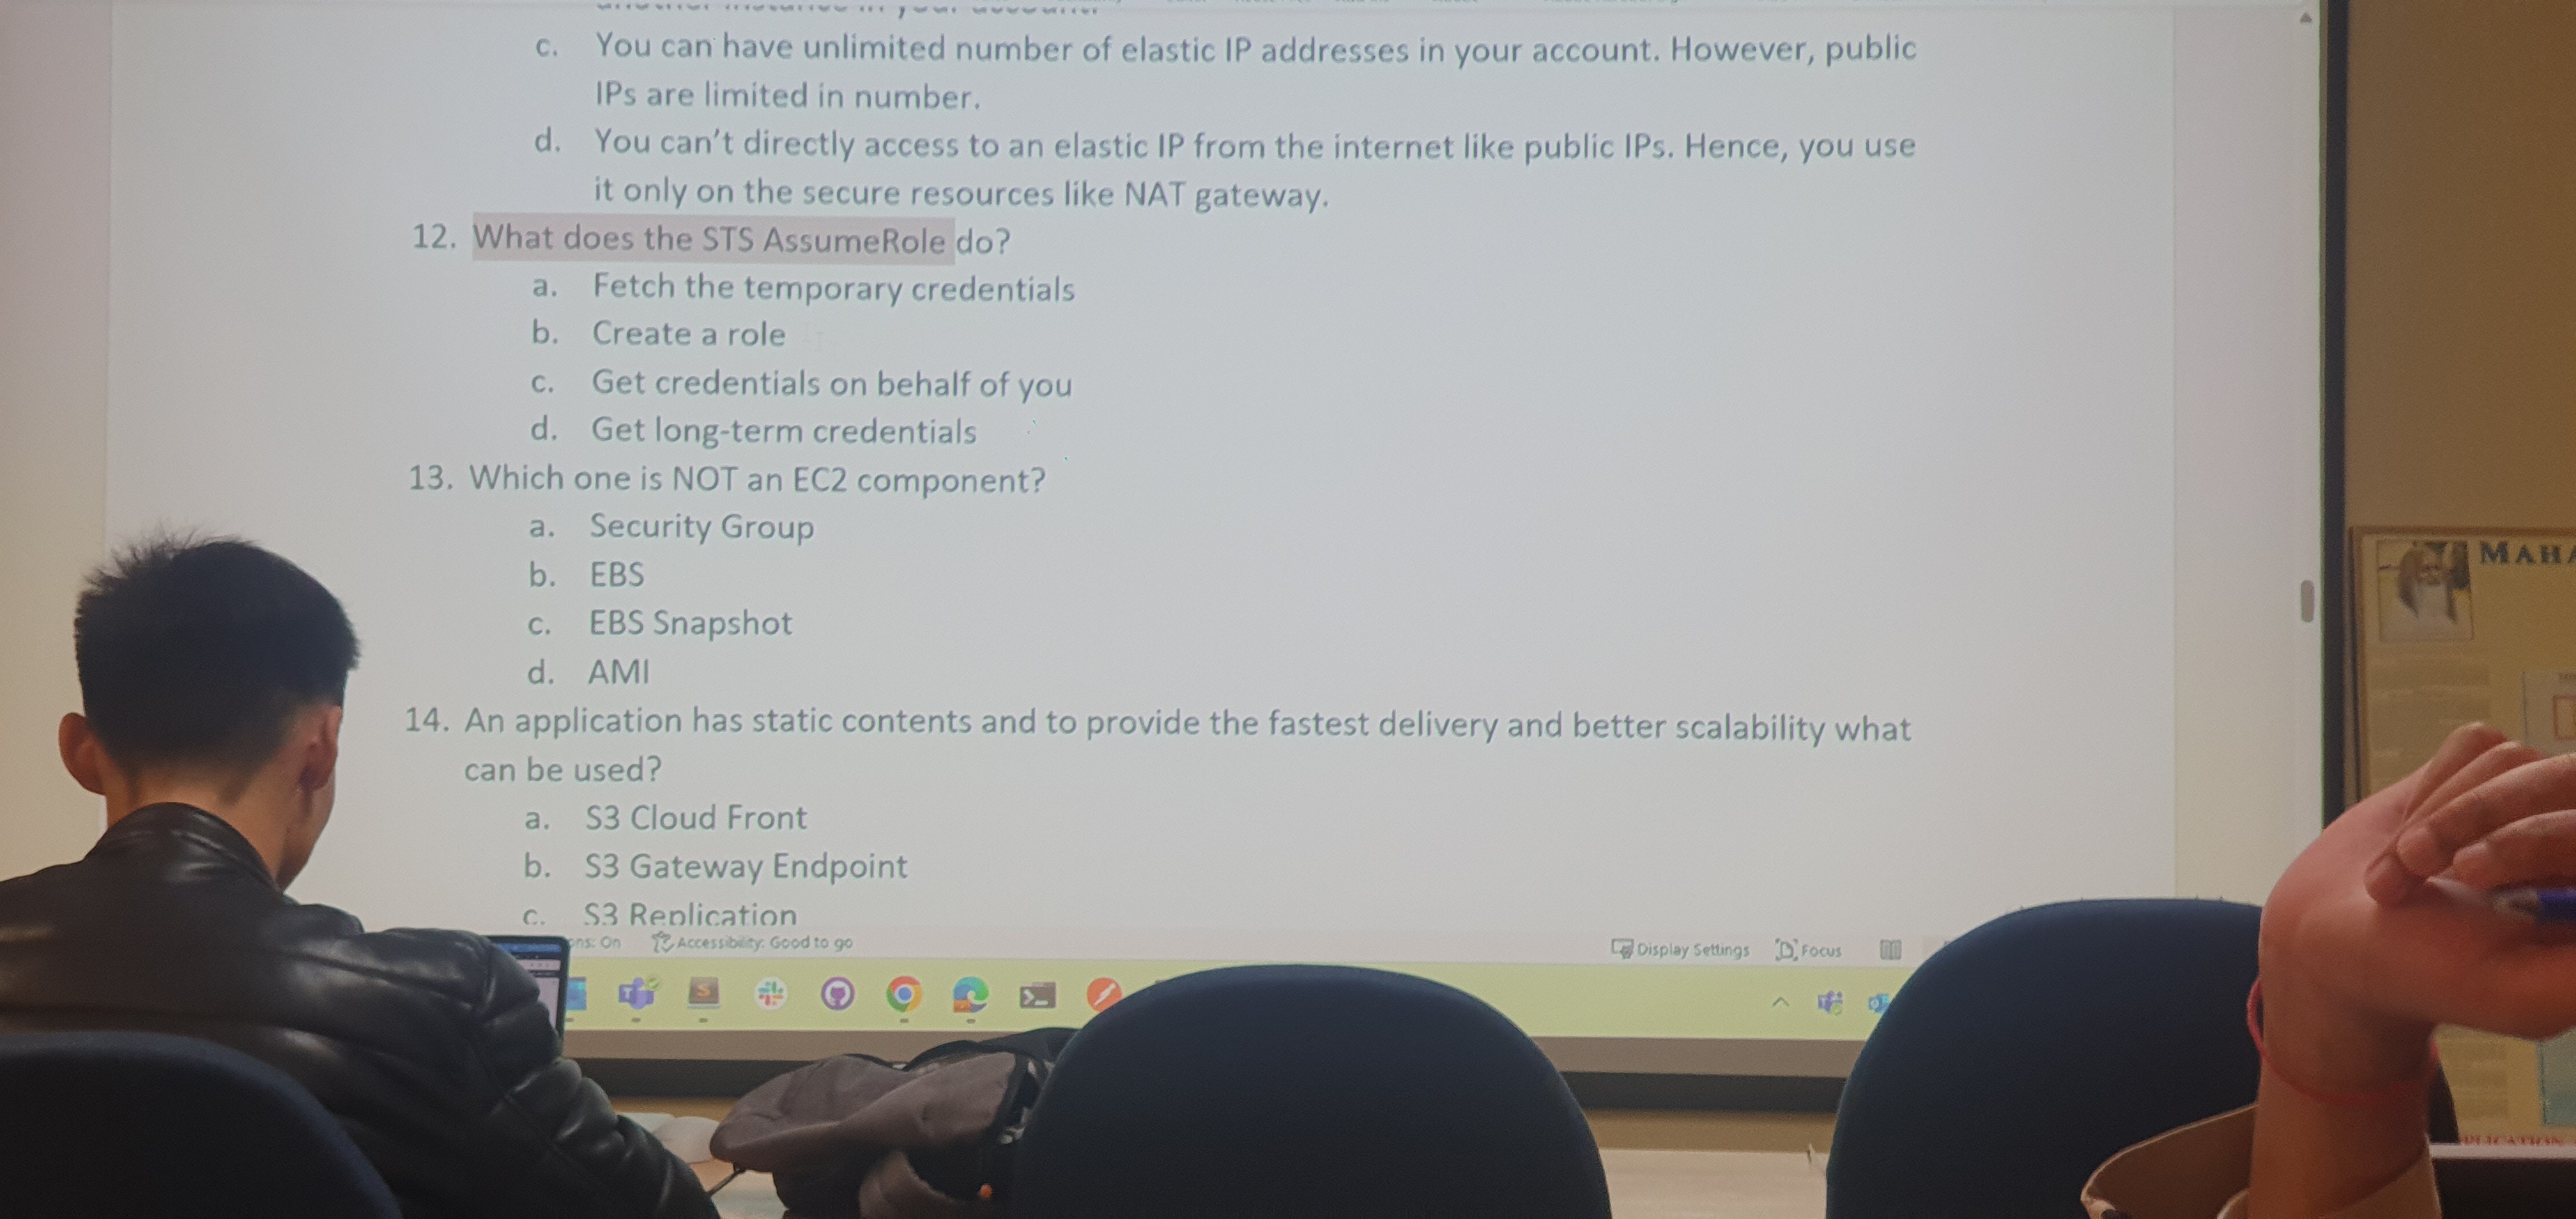 c. You can have unlimited number of elastic IP addresses in your account. However, public
IPs are limited in number.
d. You can't directly access to an elastic IP from the internet like public IPs. Hence, you use
it only on the secure resources like NAT gateway.
12. What does the STS AssumeRole do?
a. Fetch the temporary credentials
b. Create a role
c. Get credentials on behalf of you
d. Get long-term credentials
13. Which one is NOT an EC2 component?
a. Security Group
b. EBS
c. EBS Snapshot
d. AMI
14. An application has static contents and to provide the fastest delivery and better scalability what
can be used?
a. S3 Cloud Front
b. S3 Gateway Endpoint
c. S3 Replication
ons: On Accessibility: Good to go Display Settings Focus
MAHA